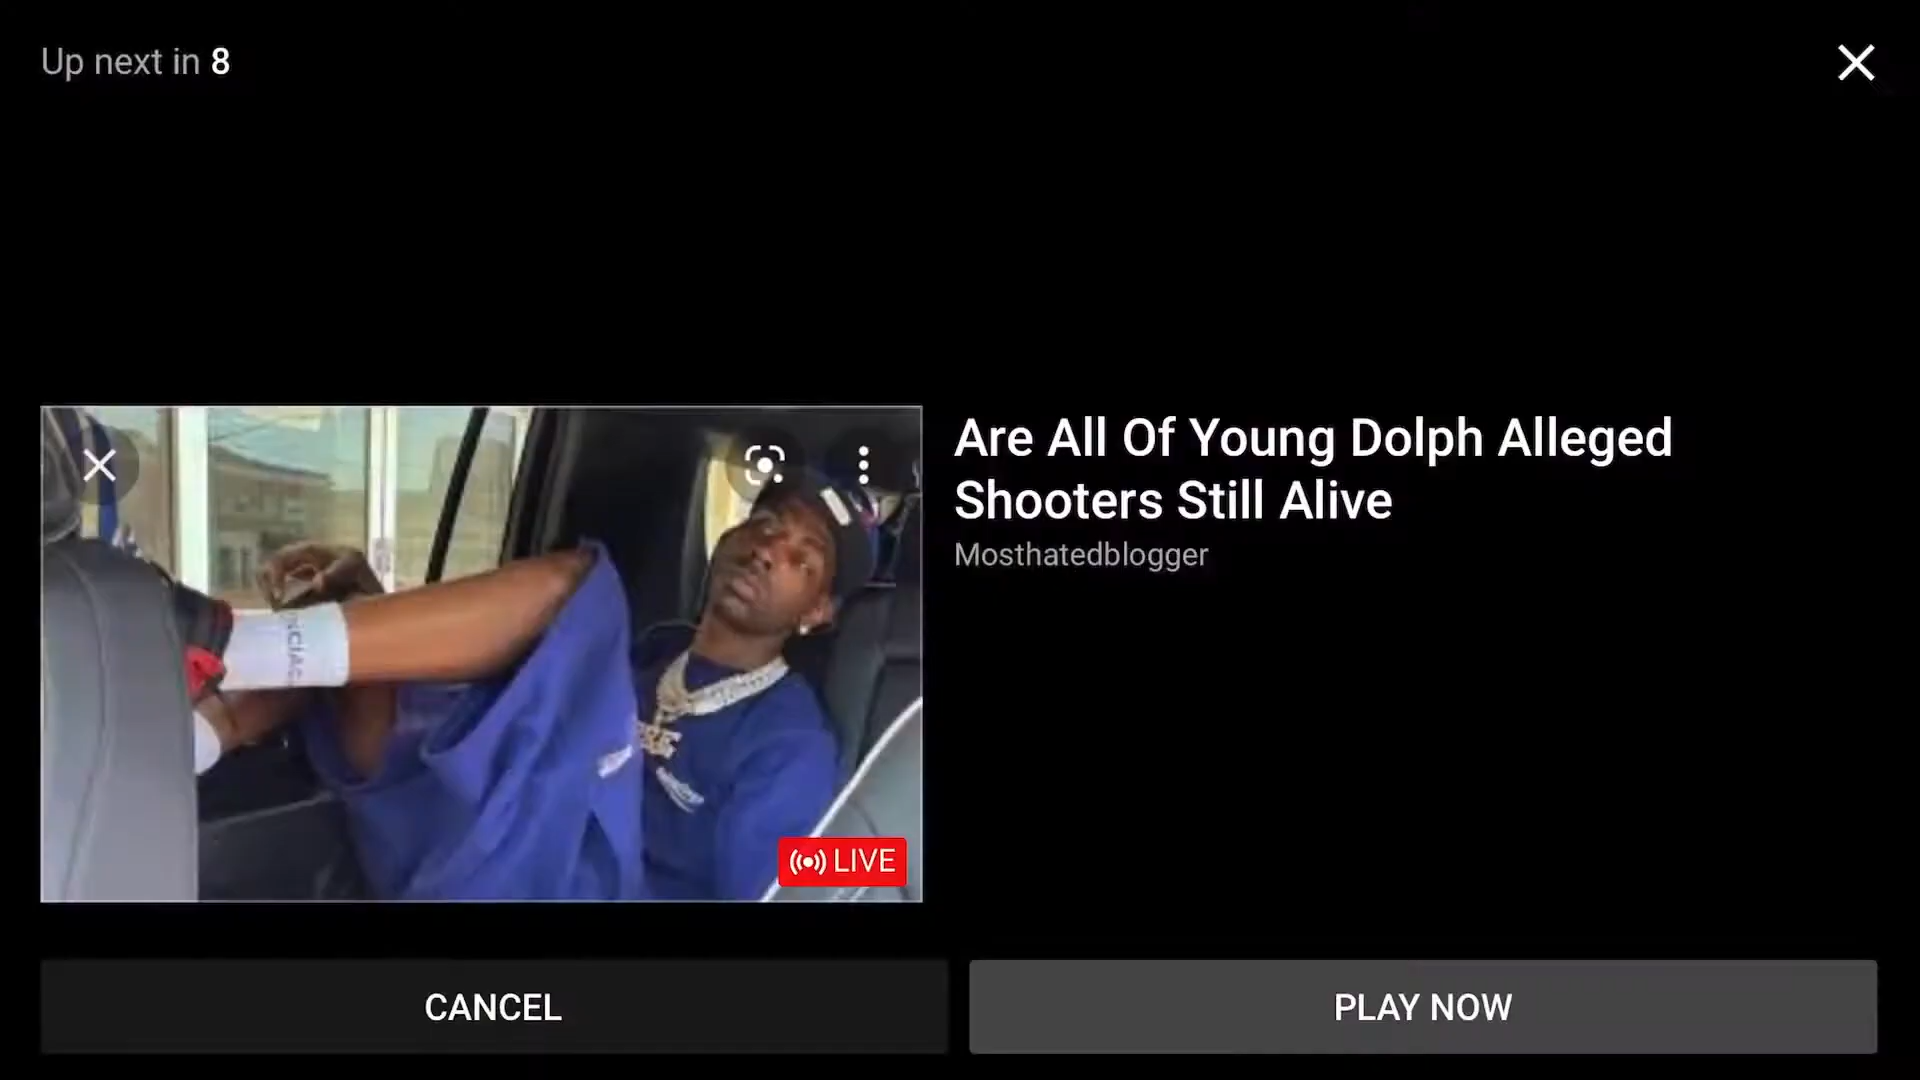 Up next in 8
Are All Of Young Dolph Alleged
Shooters Still Alive
Mosthatedblogger
LIVE
CANCEL
PLAY NOW